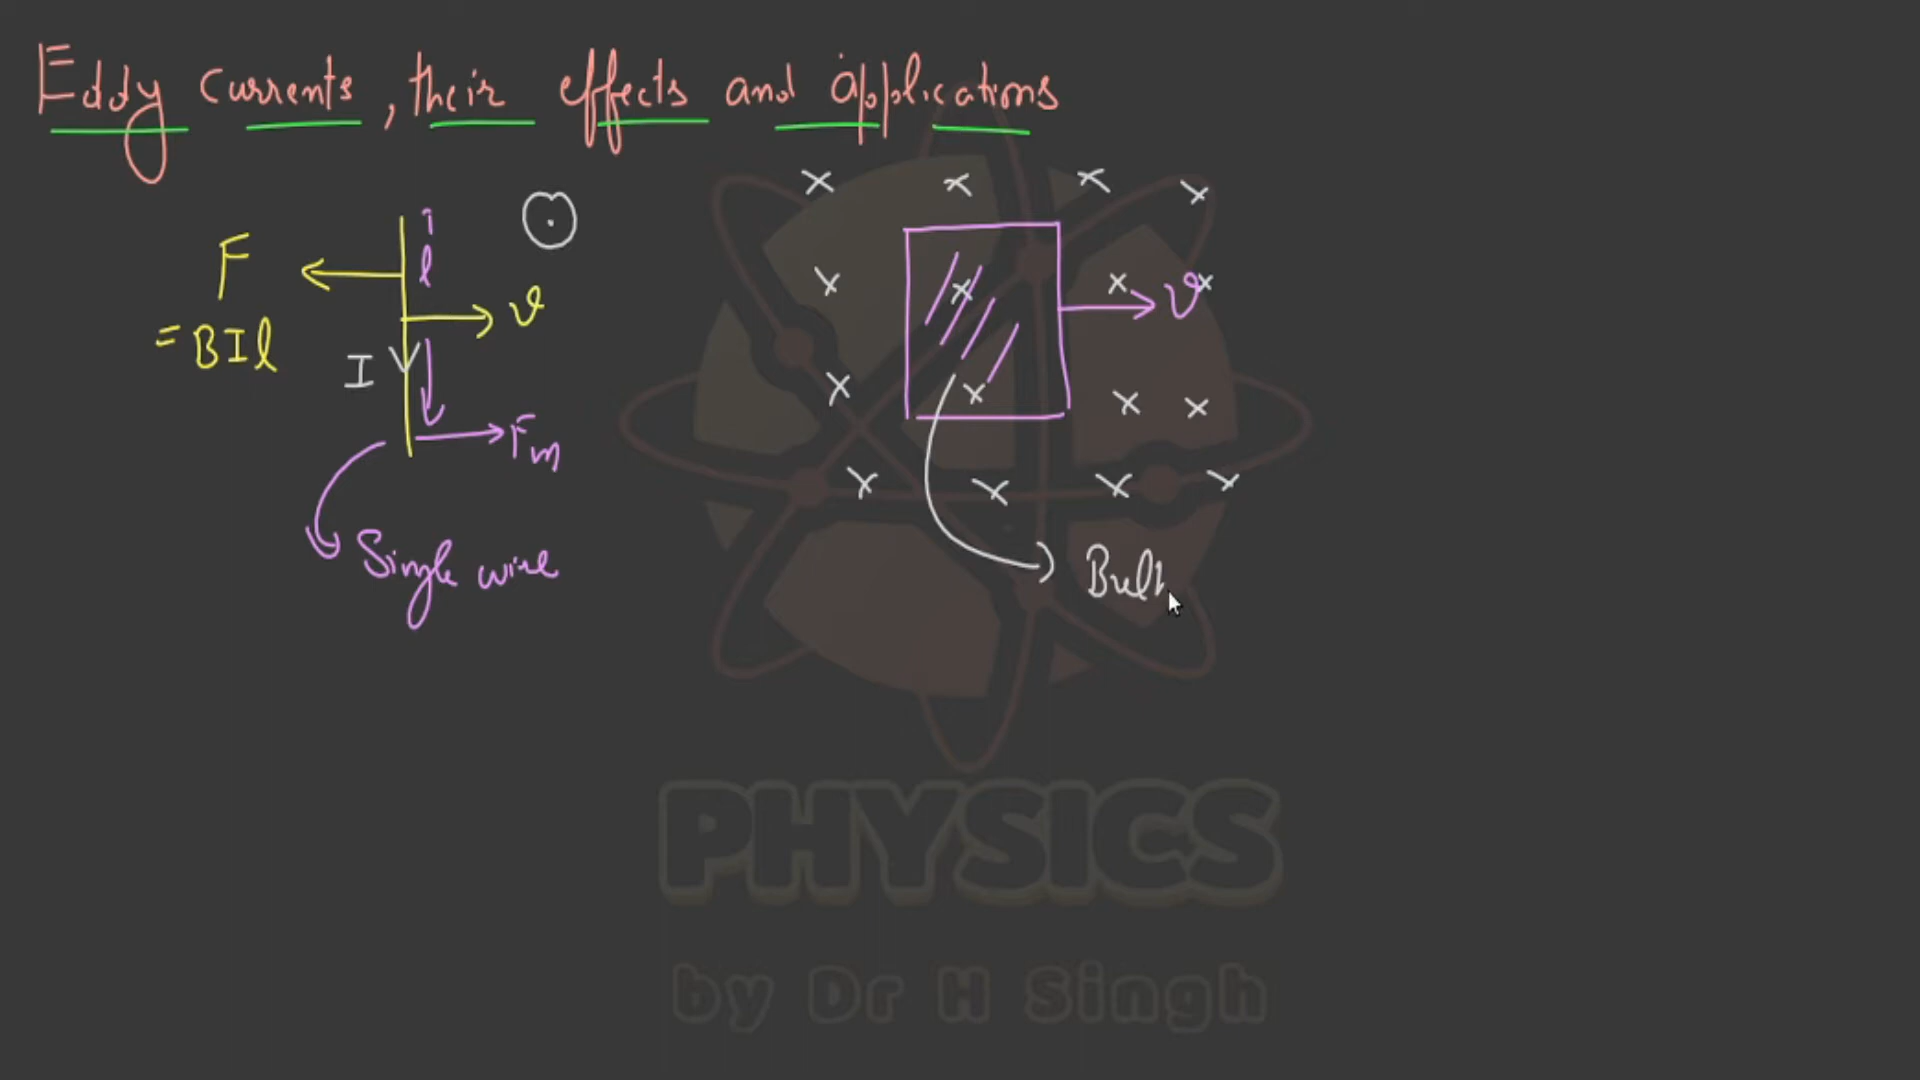 Eddy currents, their effects and applications
x x x x
F l v
= BIl
I
Fm
x x x x v x
x x x x
x x x x
Single wire
Bulk
PHYSICS
by Dr H Singh